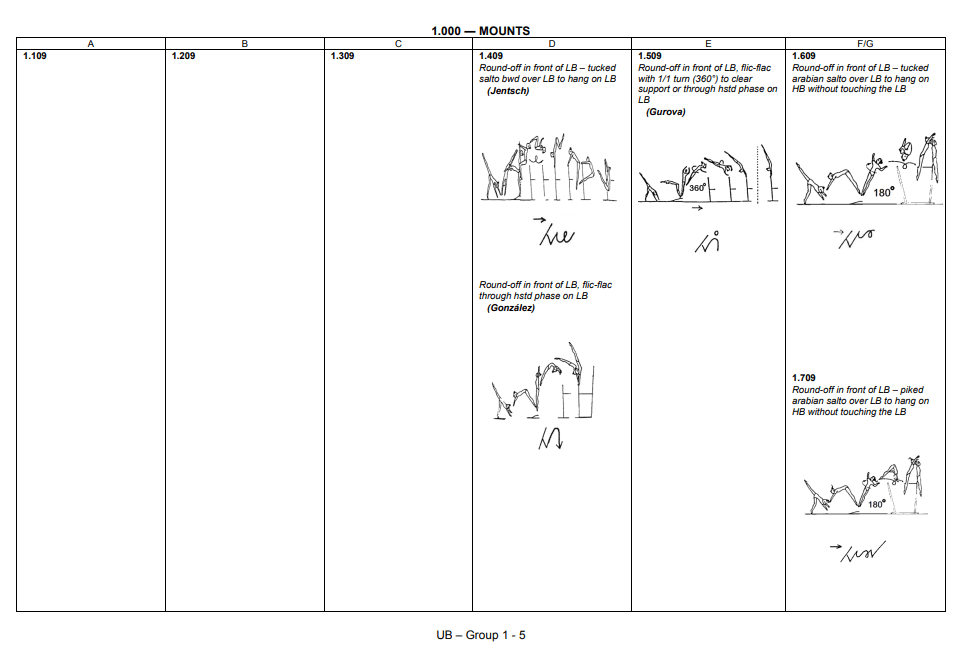 1.000 — MOUNTS
A
B
C
D
E
F/G
1.109
1.209
1.309
1.409
Round-off in front of LB – tucked
salto bwd over LB to hang on LB
(Jentsch)
Round-off in front of LB, flic-flac
through hstd phase on LB
(González)
1.509
Round-off in front of LB, flic-flac
with 1/1 turn (360°) to clear
support or through hstd phase on
LB
(Gurova)
360°
1.609
Round-off in front of LB – tucked
arabian salto over LB to hang on
HB without touching the LB
180°
1.709
Round-off in front of LB – piked
arabian salto over LB to hang on
HB without touching the LB
180°
UB – Group 1 - 5